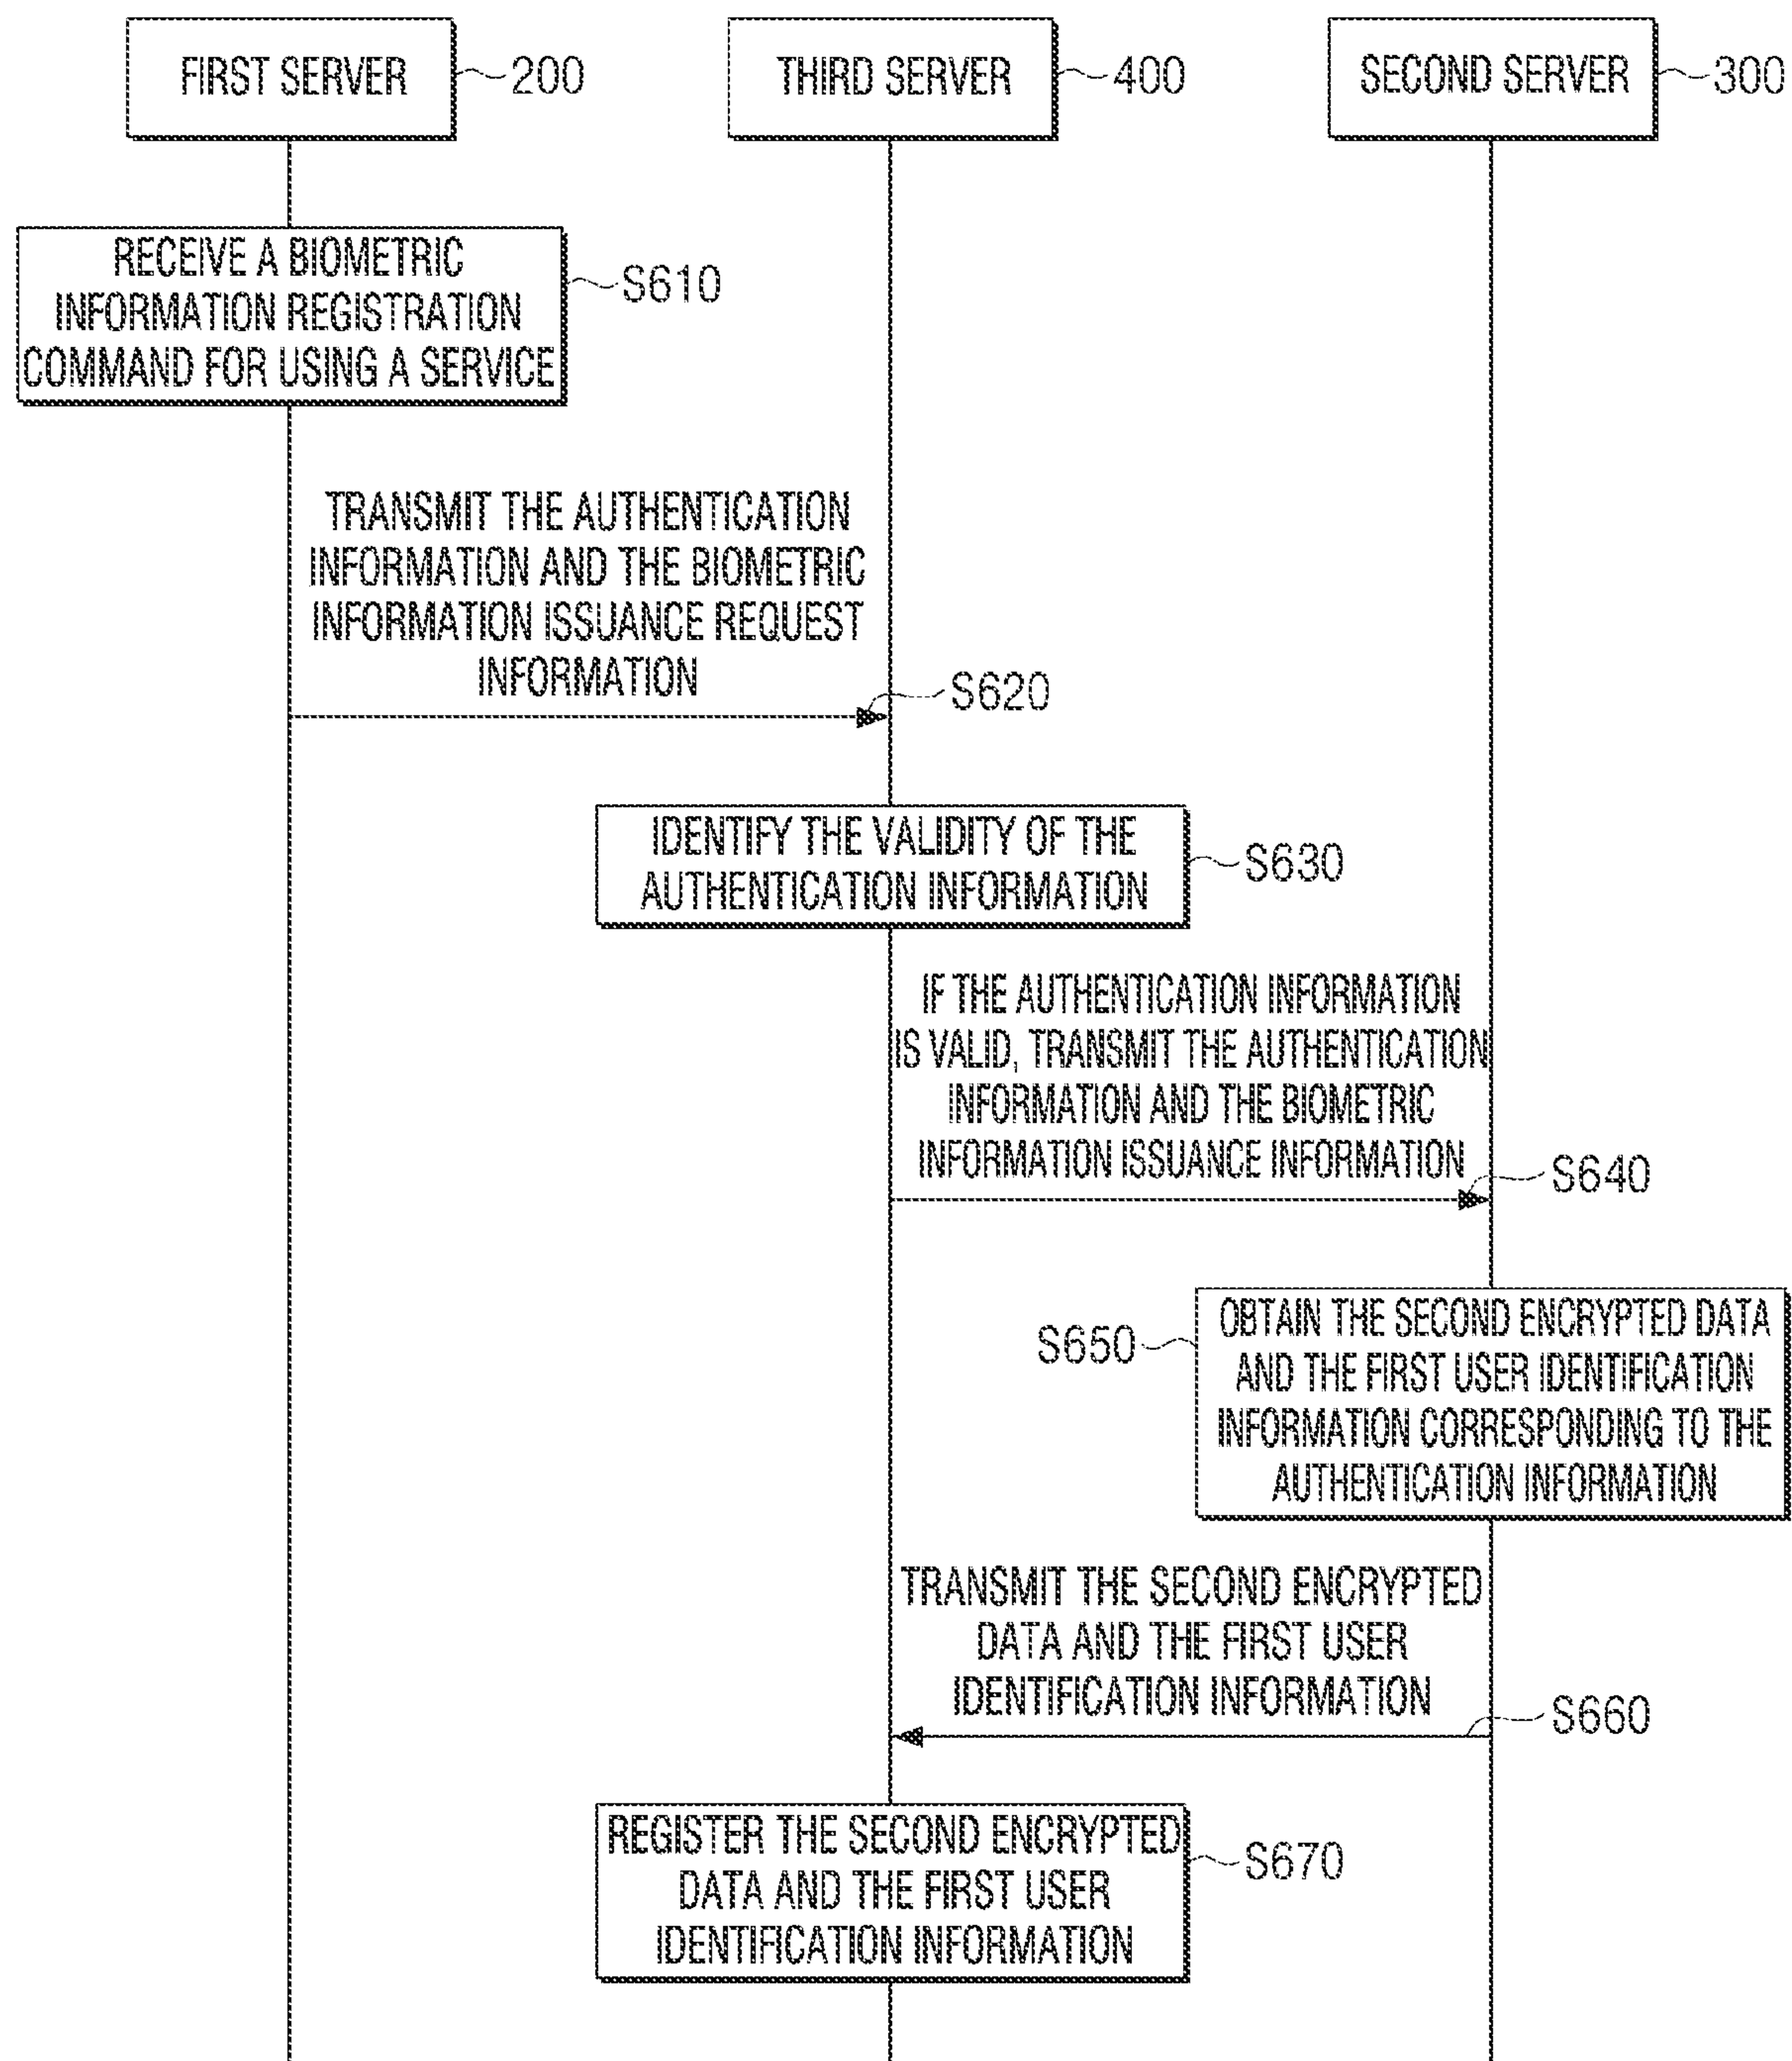 FIRST SERVER
200
THIRD SERVER
400
SECOND SERVER
300
RECEIVE A BIOMETRIC
INFORMATION REGISTRATION
COMMAND FOR USING A SERVICE
S610
TRANSMIT THE AUTHENTICATION
INFORMATION AND THE BIOMETRIC
INFORMATION ISSUANCE REQUEST
INFORMATION
S620
IDENTIFY THE VALIDITY OF THE
AUTHENTICATION INFORMATION
S630
IF THE AUTHENTICATION INFORMATION
IS VALID, TRANSMIT THE AUTHENTICATION
INFORMATION AND THE BIOMETRIC
INFORMATION ISSUANCE INFORMATION
S640
S650
OBTAIN THE SECOND ENCRYPTED DATA
AND THE FIRST USER IDENTIFICATION
INFORMATION CORRESPONDING TO THE
AUTHENTICATION INFORMATION
TRANSMIT THE SECOND ENCRYPTED
DATA AND THE FIRST USER
IDENTIFICATION INFORMATION
S660
REGISTER THE SECOND ENCRYPTED
DATA AND THE FIRST USER
IDENTIFICATION INFORMATION
S670